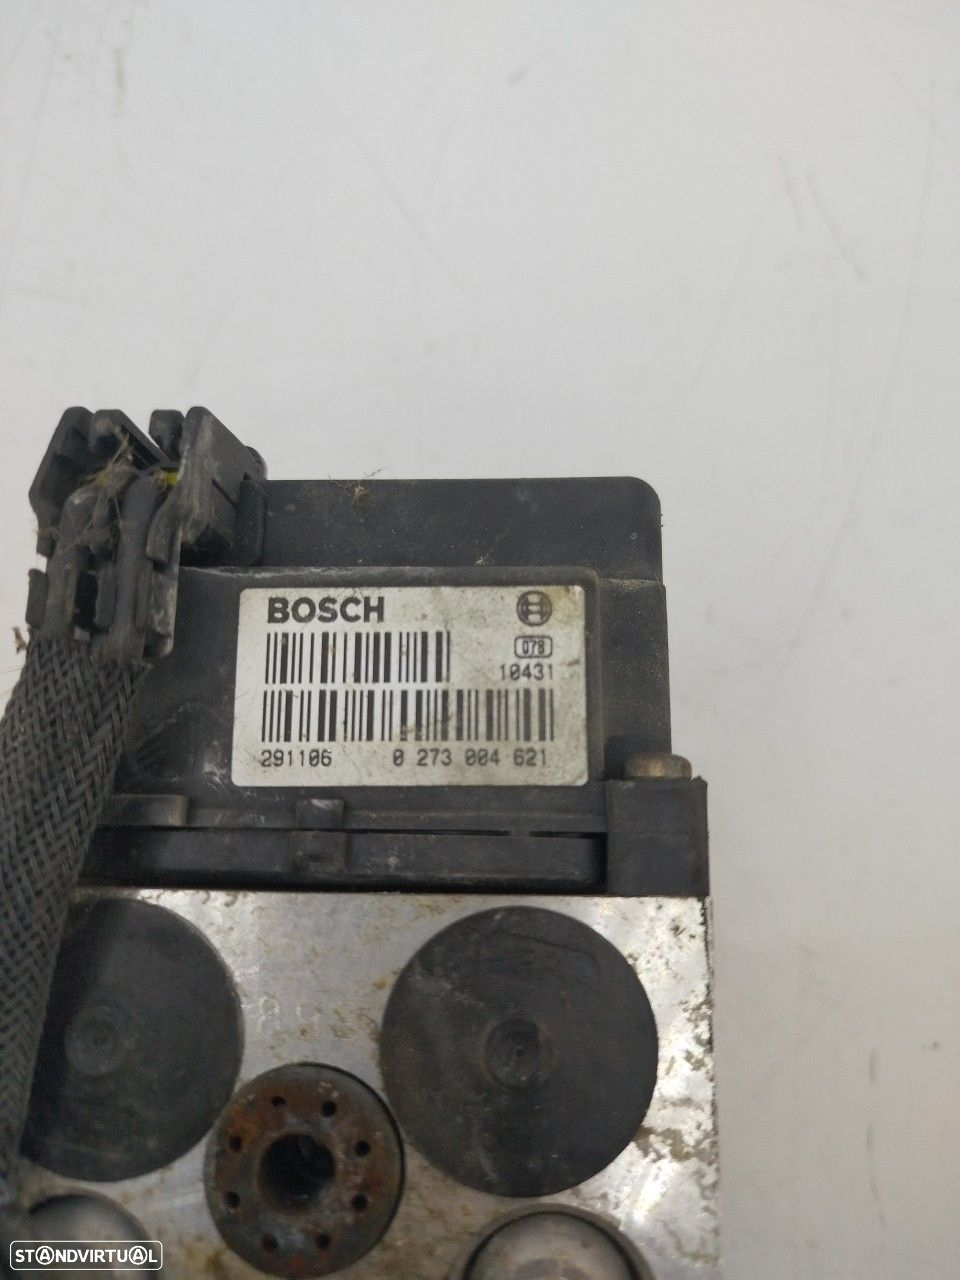 BOSCH
078
10431
291106 0 273 004 621
STANDVIRTUAL